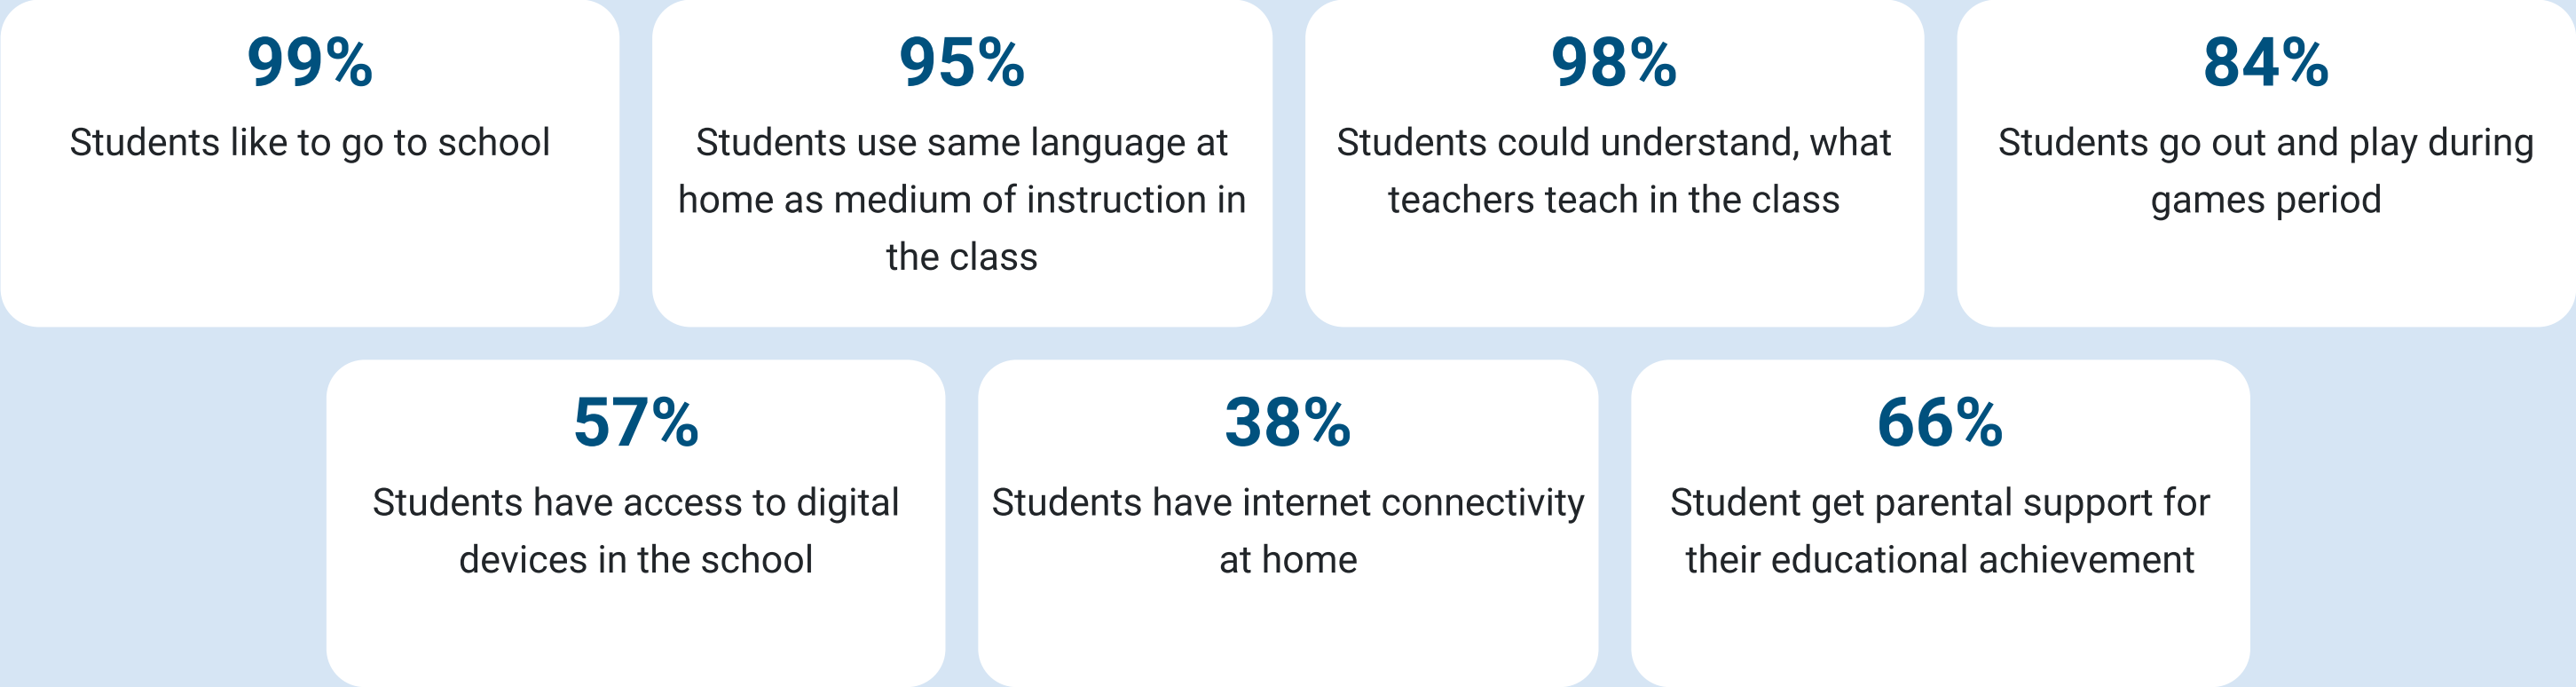 99%
Students like to go to school
95%
Students use same language at
home as medium of instruction in
the class
98%
Students could understand, what
teachers teach in the class
84%
Students go out and play during
games period
57%
Students have access to digital
devices in the school
38%
Students have internet connectivity
at home
66%
Student get parental support for
their educational achievement